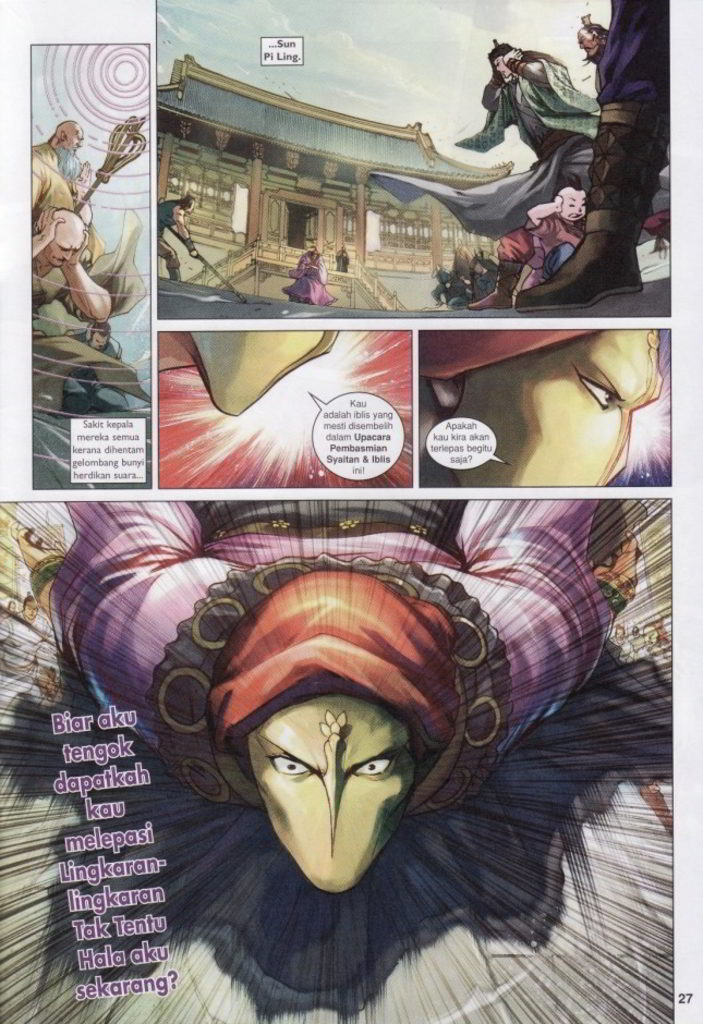 ...Sun
Pi Ling.
Sakit kepala
mereka semua
kerana dihentam
gelombang bunyi
herdikan suara...
Kau
adalah iblis yang
mesti disembelih
dalam Upacara
Pembasmian
Syaitan & Iblis
ini!
Apakah
kau kira akan
terlepas begitu
saja?
Biar aku
tengok
dapatkah
kau
melepasi
Lingkaran-
lingkaran
Tak Tentu
Hala aku
sekarang?
27